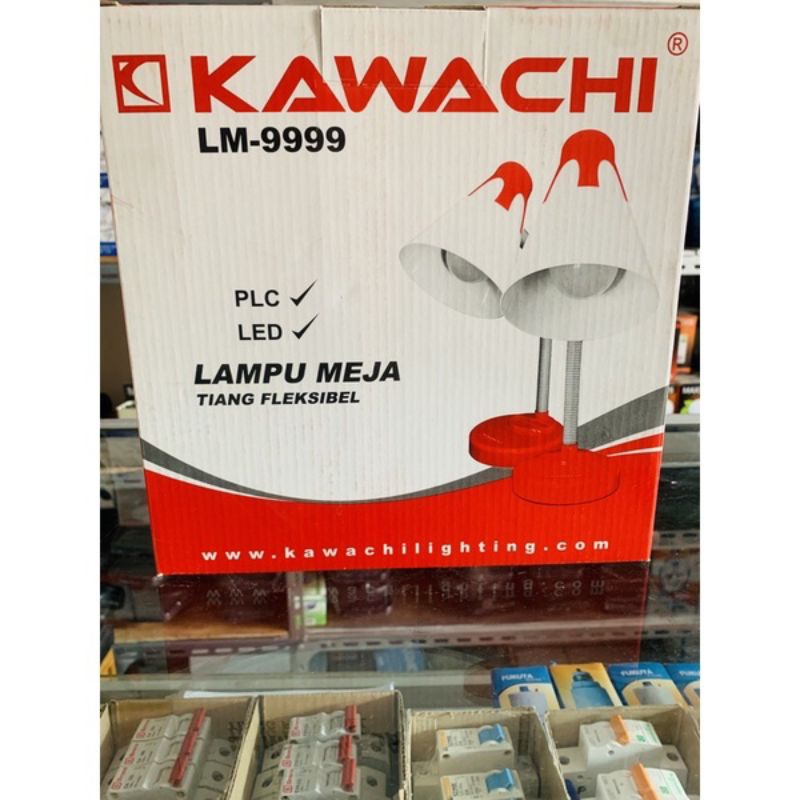 KAWACHI ®
LM-9999
PLC ✓
LED ✓
LAMPU MEJA
TIANG FLEKSIBEL
www.kawachilighting.com